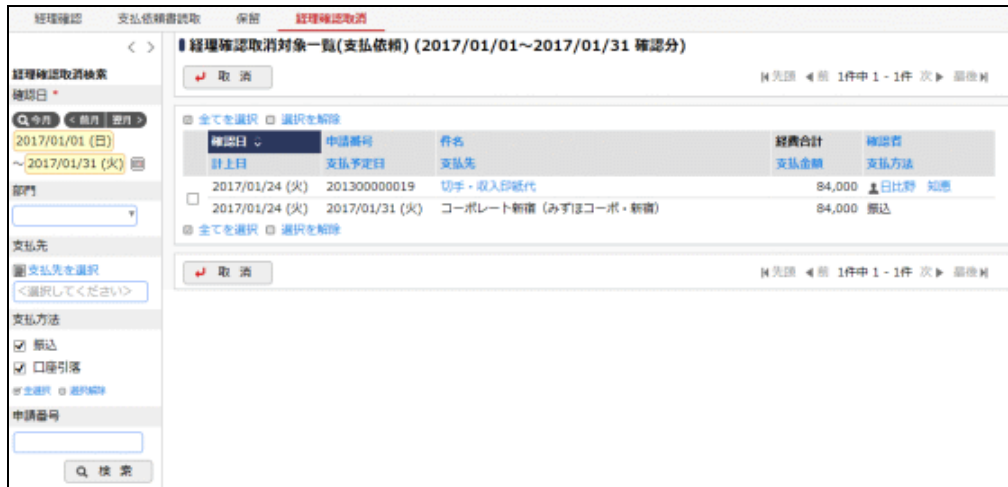 経理確認 支払依頼書読取 保留 経理確認取消
経理確認取消対象一覧(支払依頼) (2017/01/01～2017/01/31 確認分)
取 消
先頭 前 1件中 1 - 1件 次 最後
経理確認取消検索
確認日 *
今月 < 前月 翌月 >
2017/01/01 (日)
～2017/01/31 (火)
部門
支払先
支払先を選択
<選択してください>
支払方法
振込
口座引落
全選択 選択解除
申請番号
検 索
全てを選択 選択を解除
確認日 申請番号 件名 経費合計 確認者
計上日 支払予定日 支払先 支払金額 支払方法
2017/01/24 (火) 201300000019 切手・収入印紙代 84,000 日比野 知恵
2017/01/24 (火) 2017/01/31 (火) コーポレート新宿（みずほコーポ・新宿） 84,000 振込
全てを選択 選択を解除
取 消
先頭 前 1件中 1 - 1件 次 最後